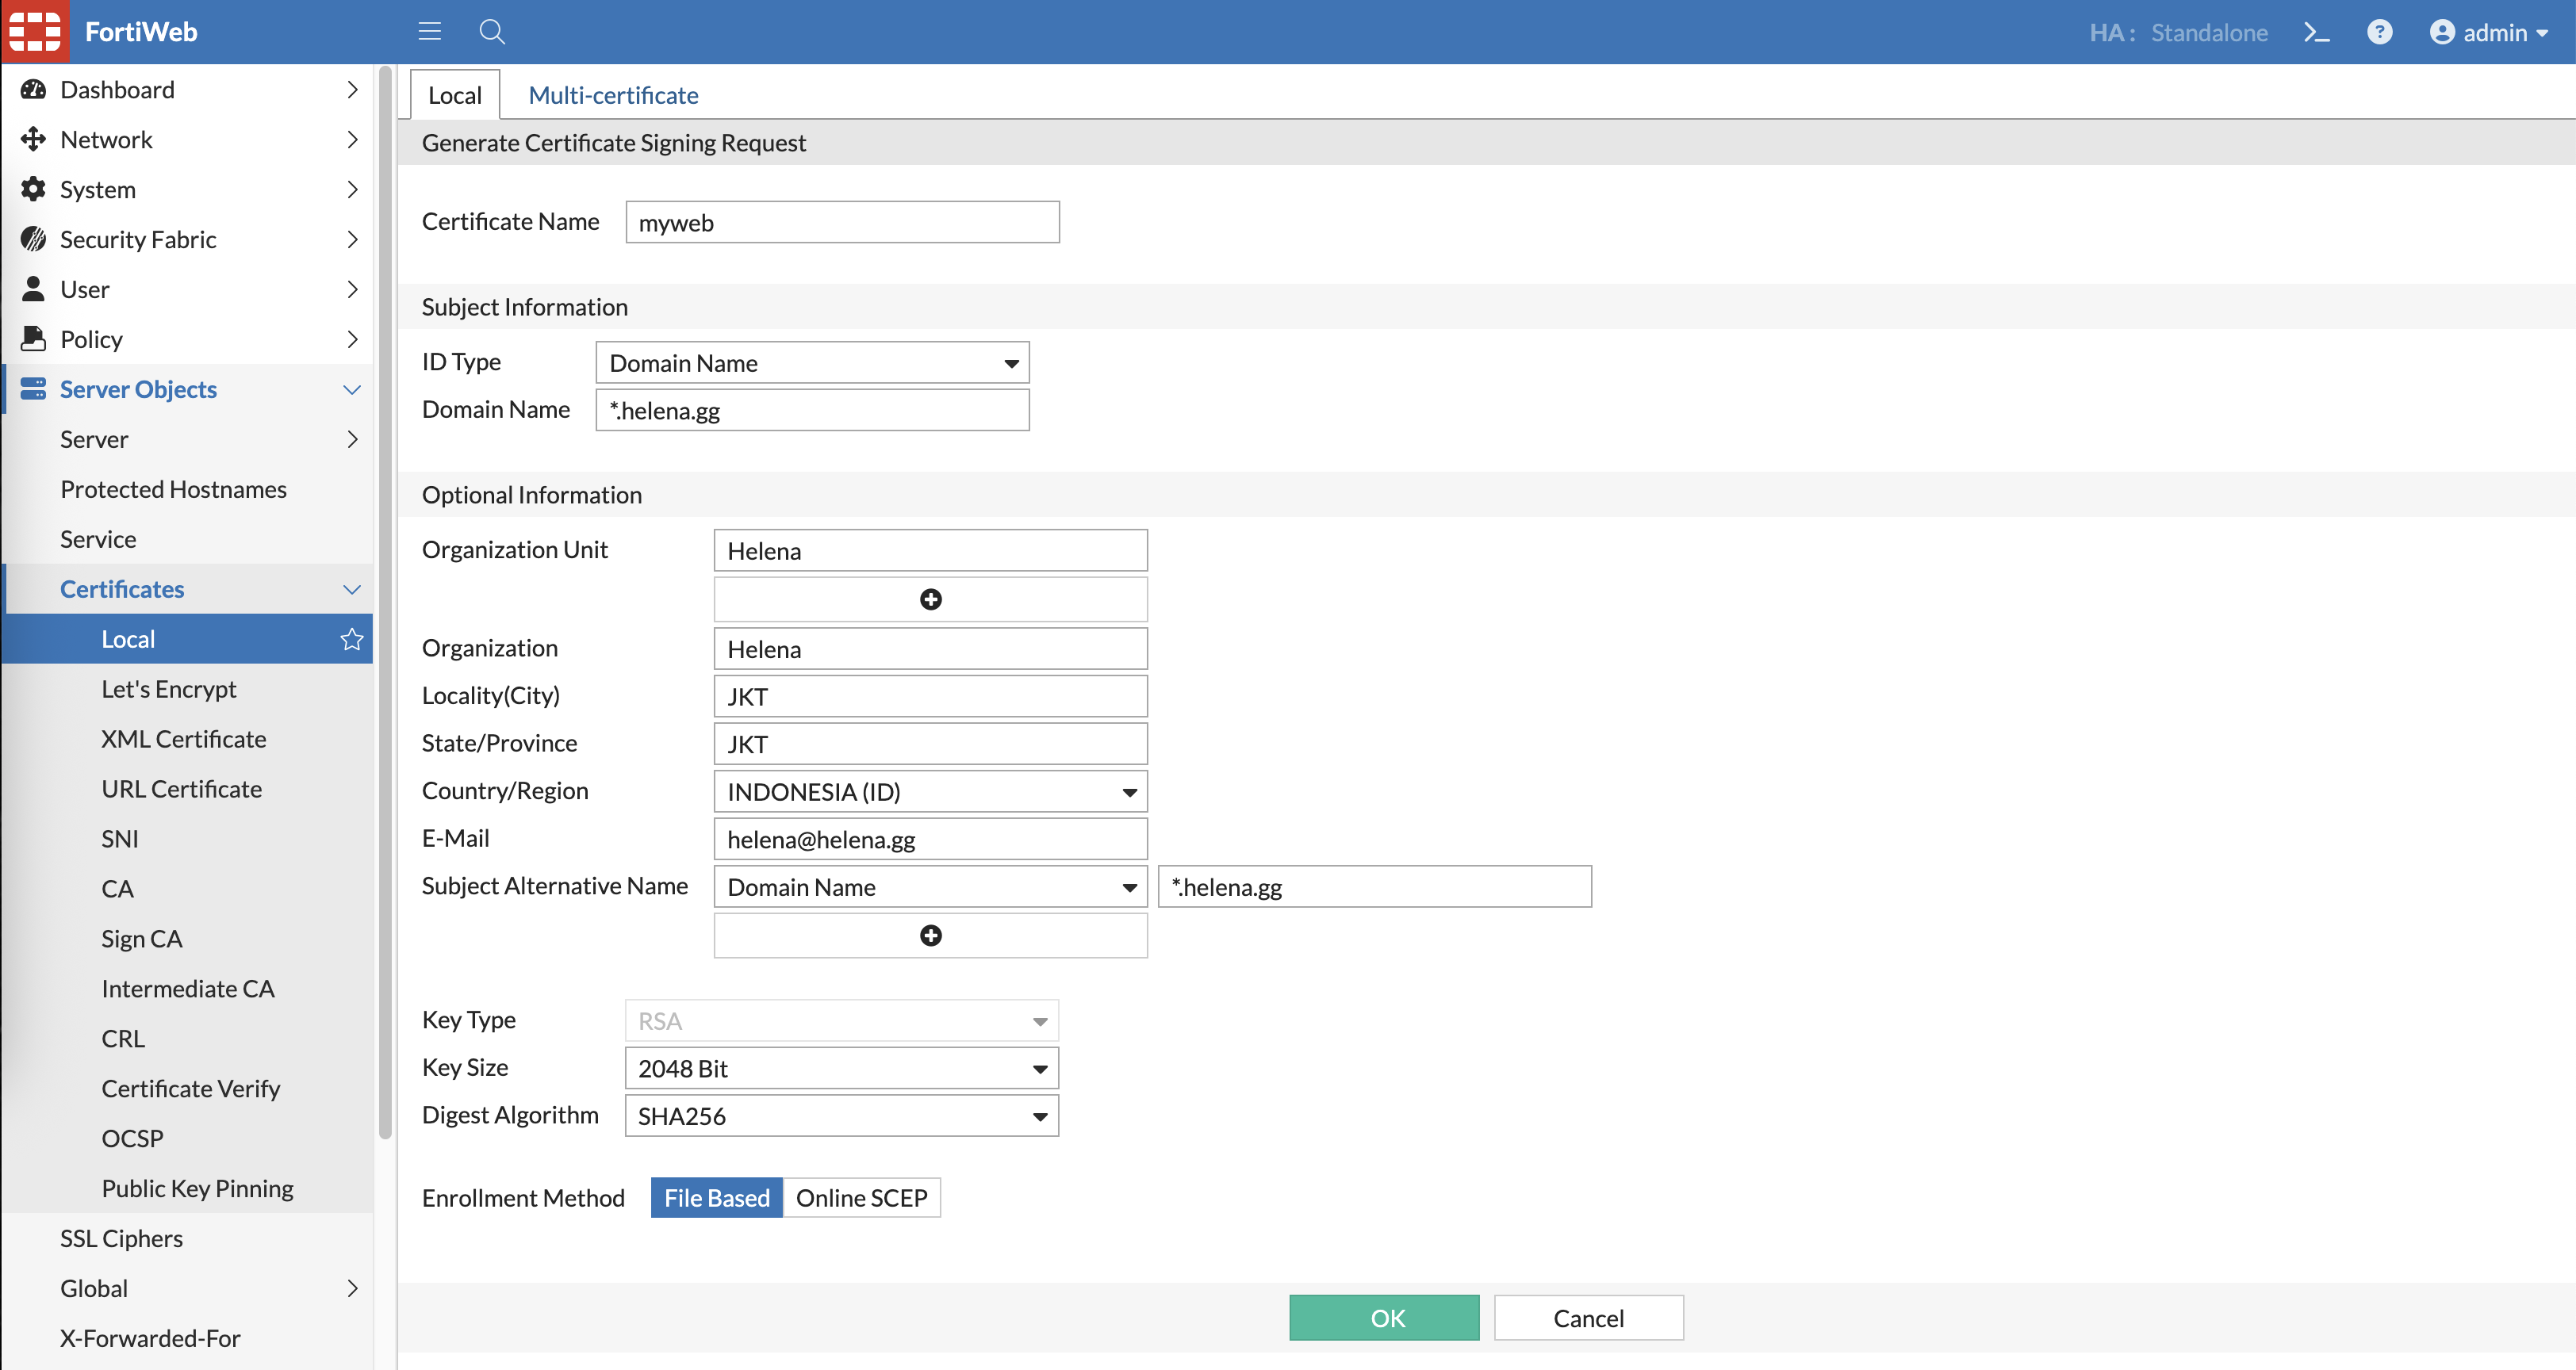 FortiWeb
HA: Standalone
admin
Dashboard
Network
System
Security Fabric
User
Policy
Server Objects
Server
Protected Hostnames
Service
Certificates
Local
Let's Encrypt
XML Certificate
URL Certificate
SNI
CA
Sign CA
Intermediate CA
CRL
Certificate Verify
OCSP
Public Key Pinning
SSL Ciphers
Global
X-Forwarded-For
Local Multi-certificate
Generate Certificate Signing Request
Certificate Name myweb
Subject Information
ID Type Domain Name
Domain Name *.helena.gg
Optional Information
Organization Unit Helena
Organization Helena
Locality(City) JKT
State/Province JKT
Country/Region INDONESIA (ID)
E-Mail helena@helena.gg
Subject Alternative Name Domain Name *.helena.gg
Key Type RSA
Key Size 2048 Bit
Digest Algorithm SHA256
Enrollment Method File Based Online SCEP
OK Cancel